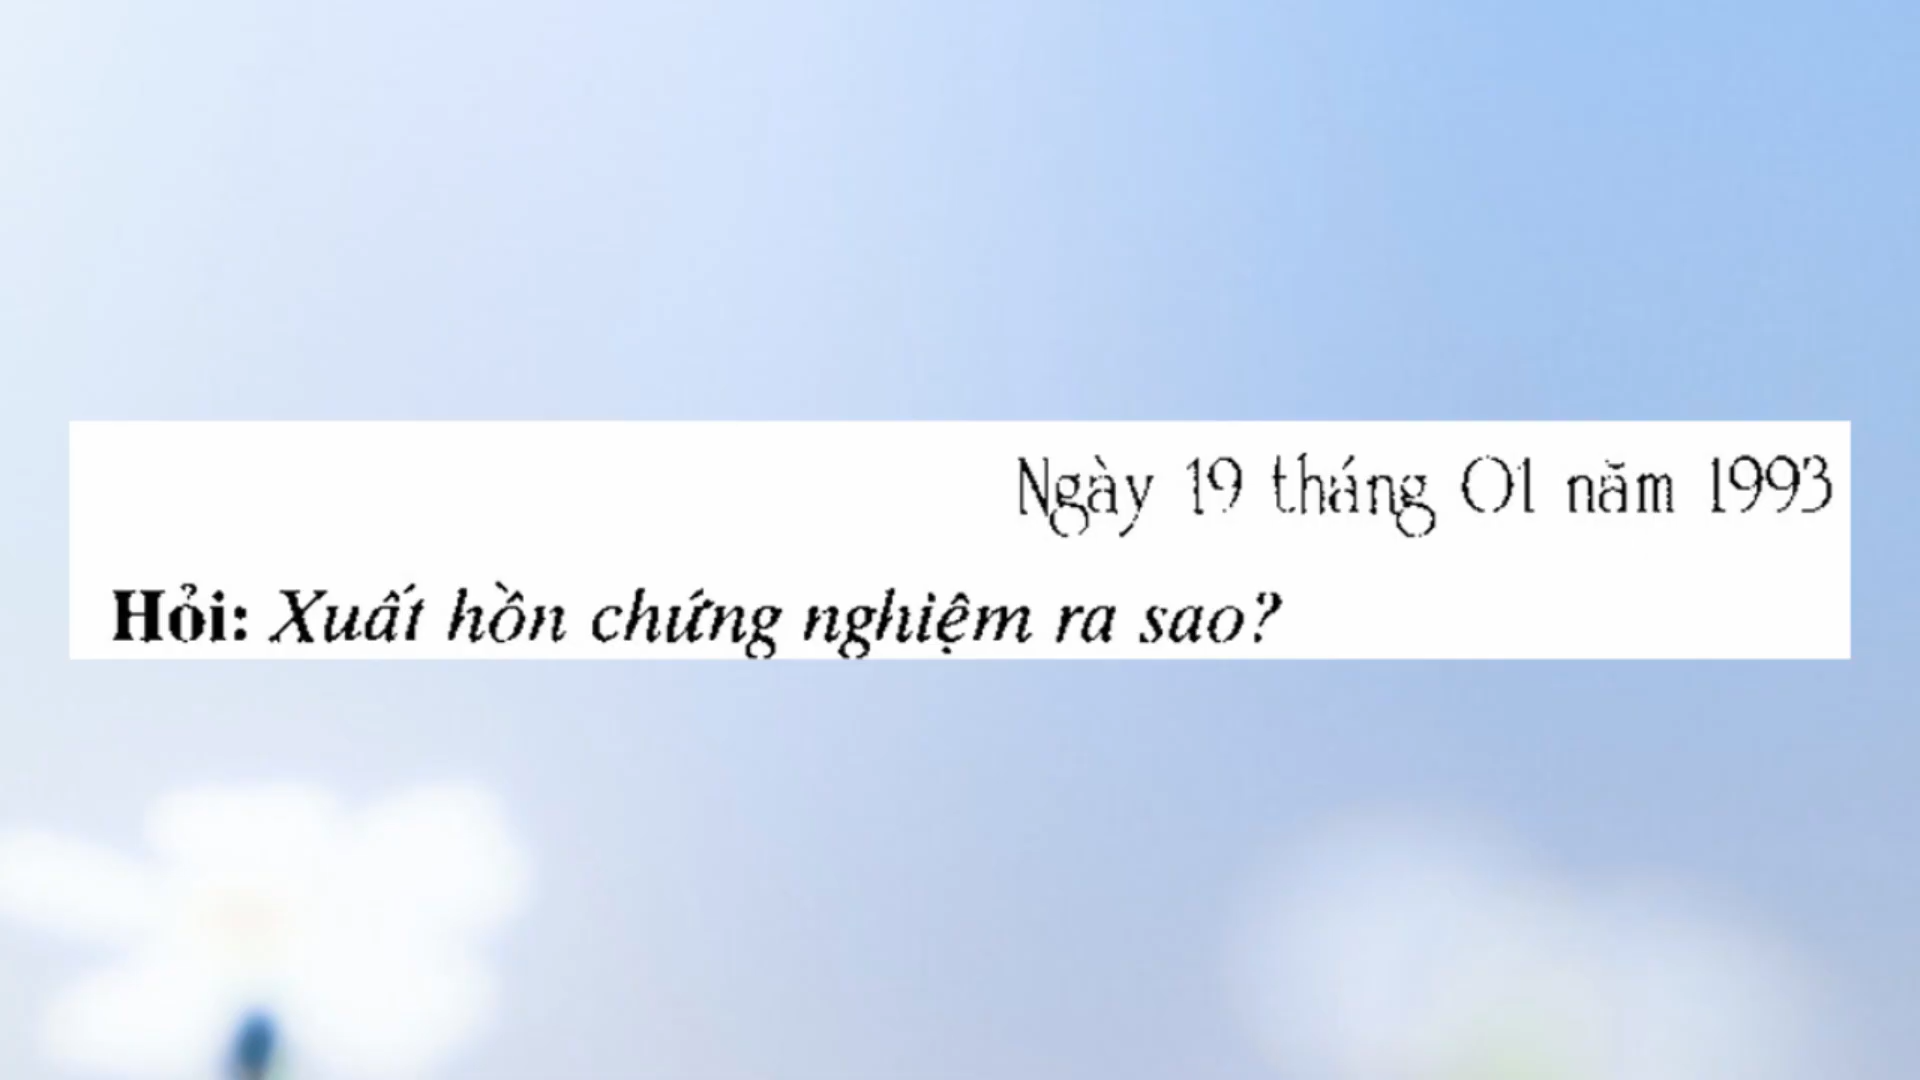 Ngày 19 tháng 01 năm 1993
Hỏi: Xuất hồn chứng nghiệm ra sao?